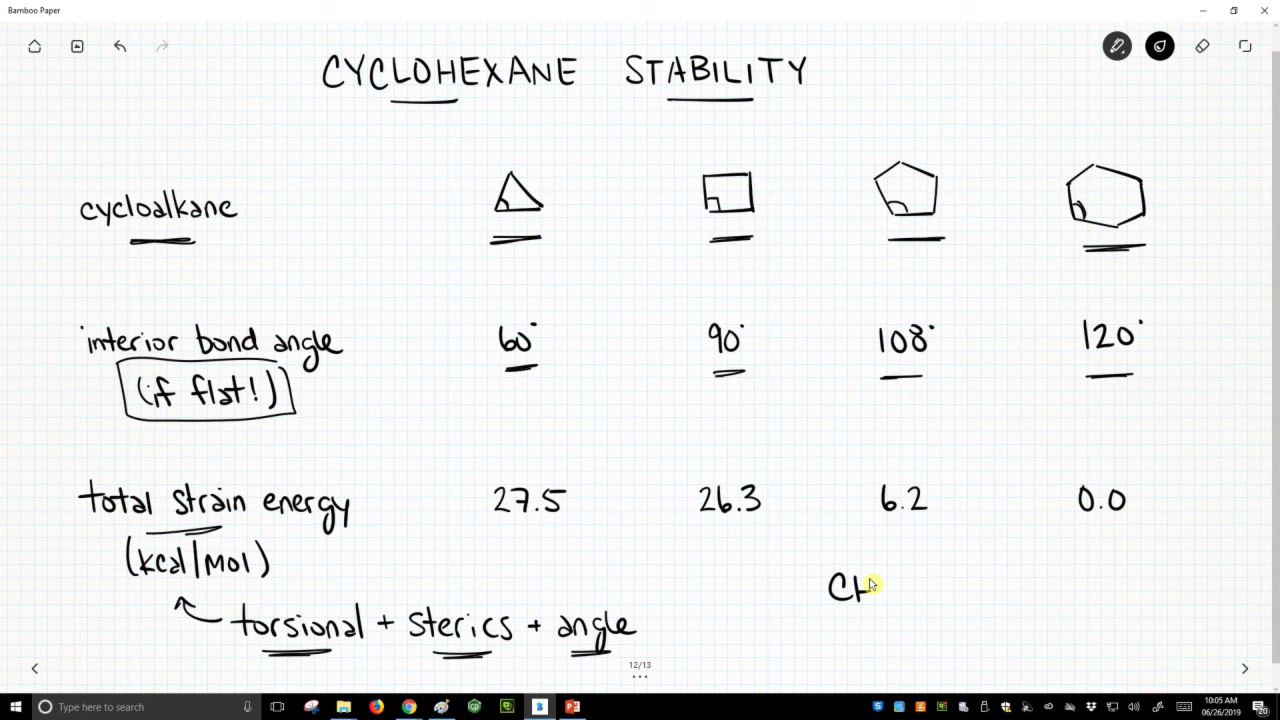 Bamboo Paper
CYCLOHEXANE STABILITY
cycloalkane
interior bond angle 60° 90° 108° 120°
(if flat!)
total strain energy 27.5 26.3 6.2 0.0
(kcal/mol)
CH
torsional + sterics + angle
12/13
Type here to search
10:05 AM
06/26/2019
20